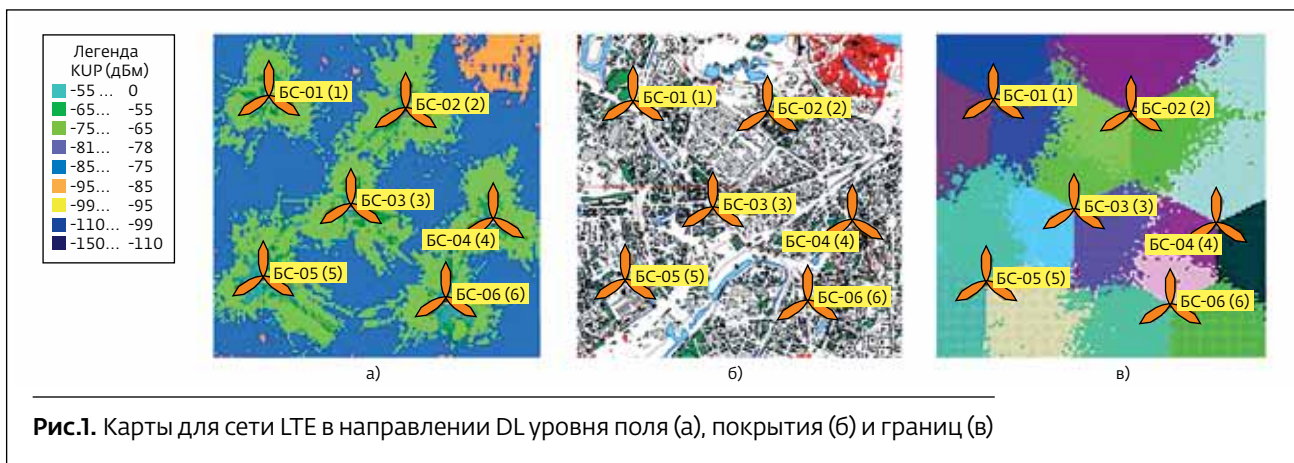 Легенда
KUP (дБм)
-55 ... 0
-65... -55
-75... -65
-81... -78
-85... -75
-95... -85
-99... -95
-110... -99
-150... -110
БС-01 (1)
БС-02 (2)
БС-03 (3)
БС-04 (4)
БС-05 (5)
БС-06 (6)
а)
БС-01 (1)
БС-02 (2)
БС-03 (3)
БС-04 (4)
БС-05 (5)
БС-06 (6)
б)
БС-01 (1)
БС-02 (2)
БС-03 (3)
БС-04 (4)
БС-05 (5)
БС-06 (6)
в)
Рис.1. Карты для сети LTE в направлении DL уровня поля (а), покрытия (б) и границ (в)